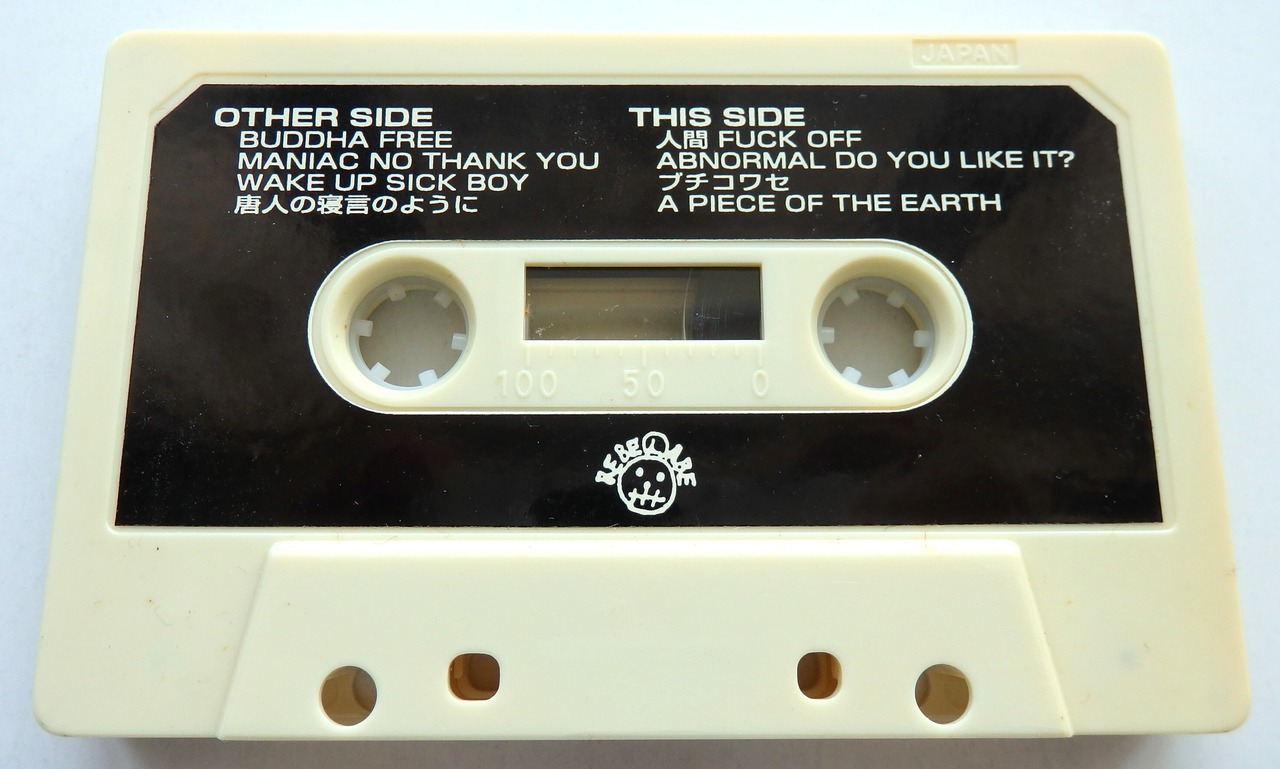 JAPAN
OTHER SIDE
BUDDHA FREE
MANIAC NO THANK YOU
WAKE UP SICK BOY
唐人の寝言のように
THIS SIDE
人間 FUCK OFF
ABNORMAL DO YOU LIKE IT?
ブチコワセ
A PIECE OF THE EARTH
100 50 0